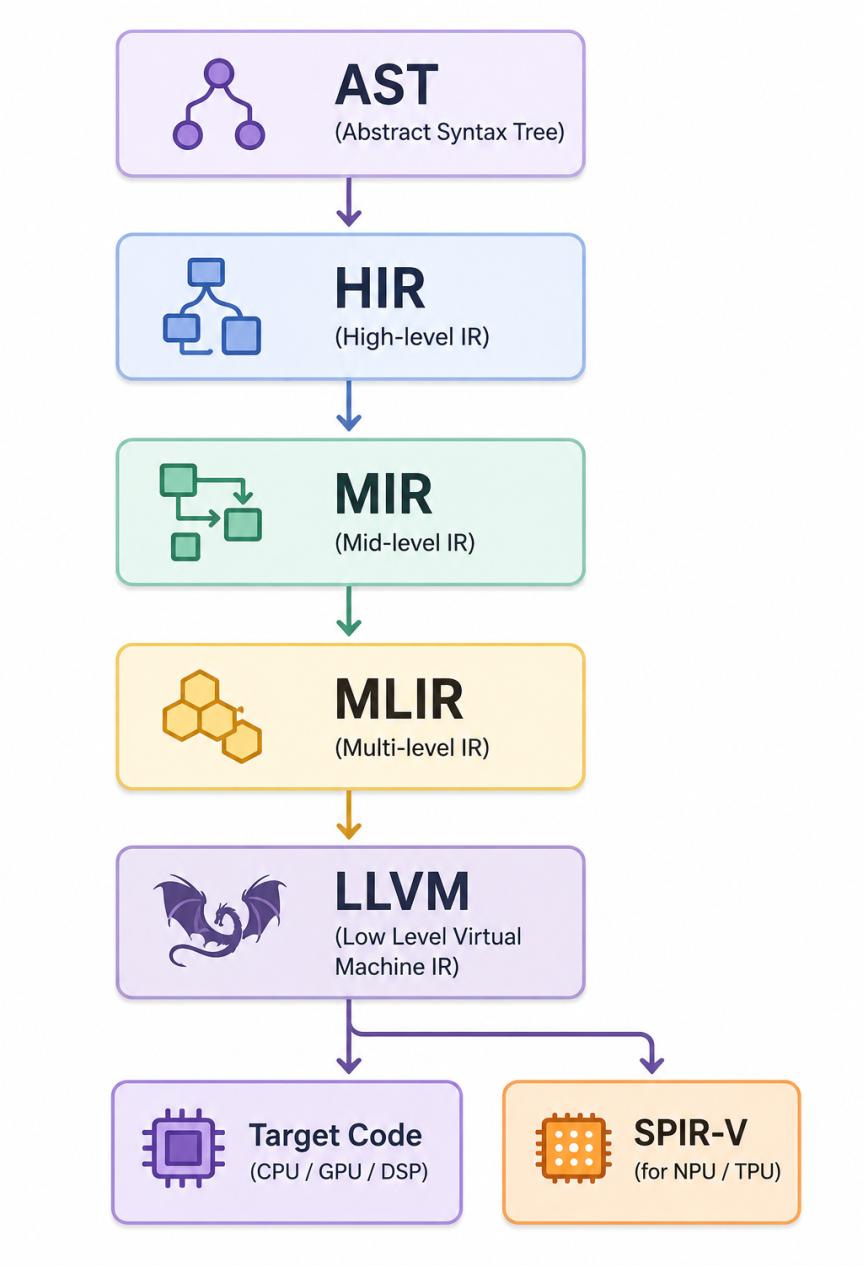 AST
(Abstract Syntax Tree)
HIR
(High-level IR)
MIR
(Mid-level IR)
MLIR
(Multi-level IR)
LLVM
(Low Level Virtual
Machine IR)
Target Code
(CPU / GPU / DSP)
SPIR-V
(for NPU / TPU)